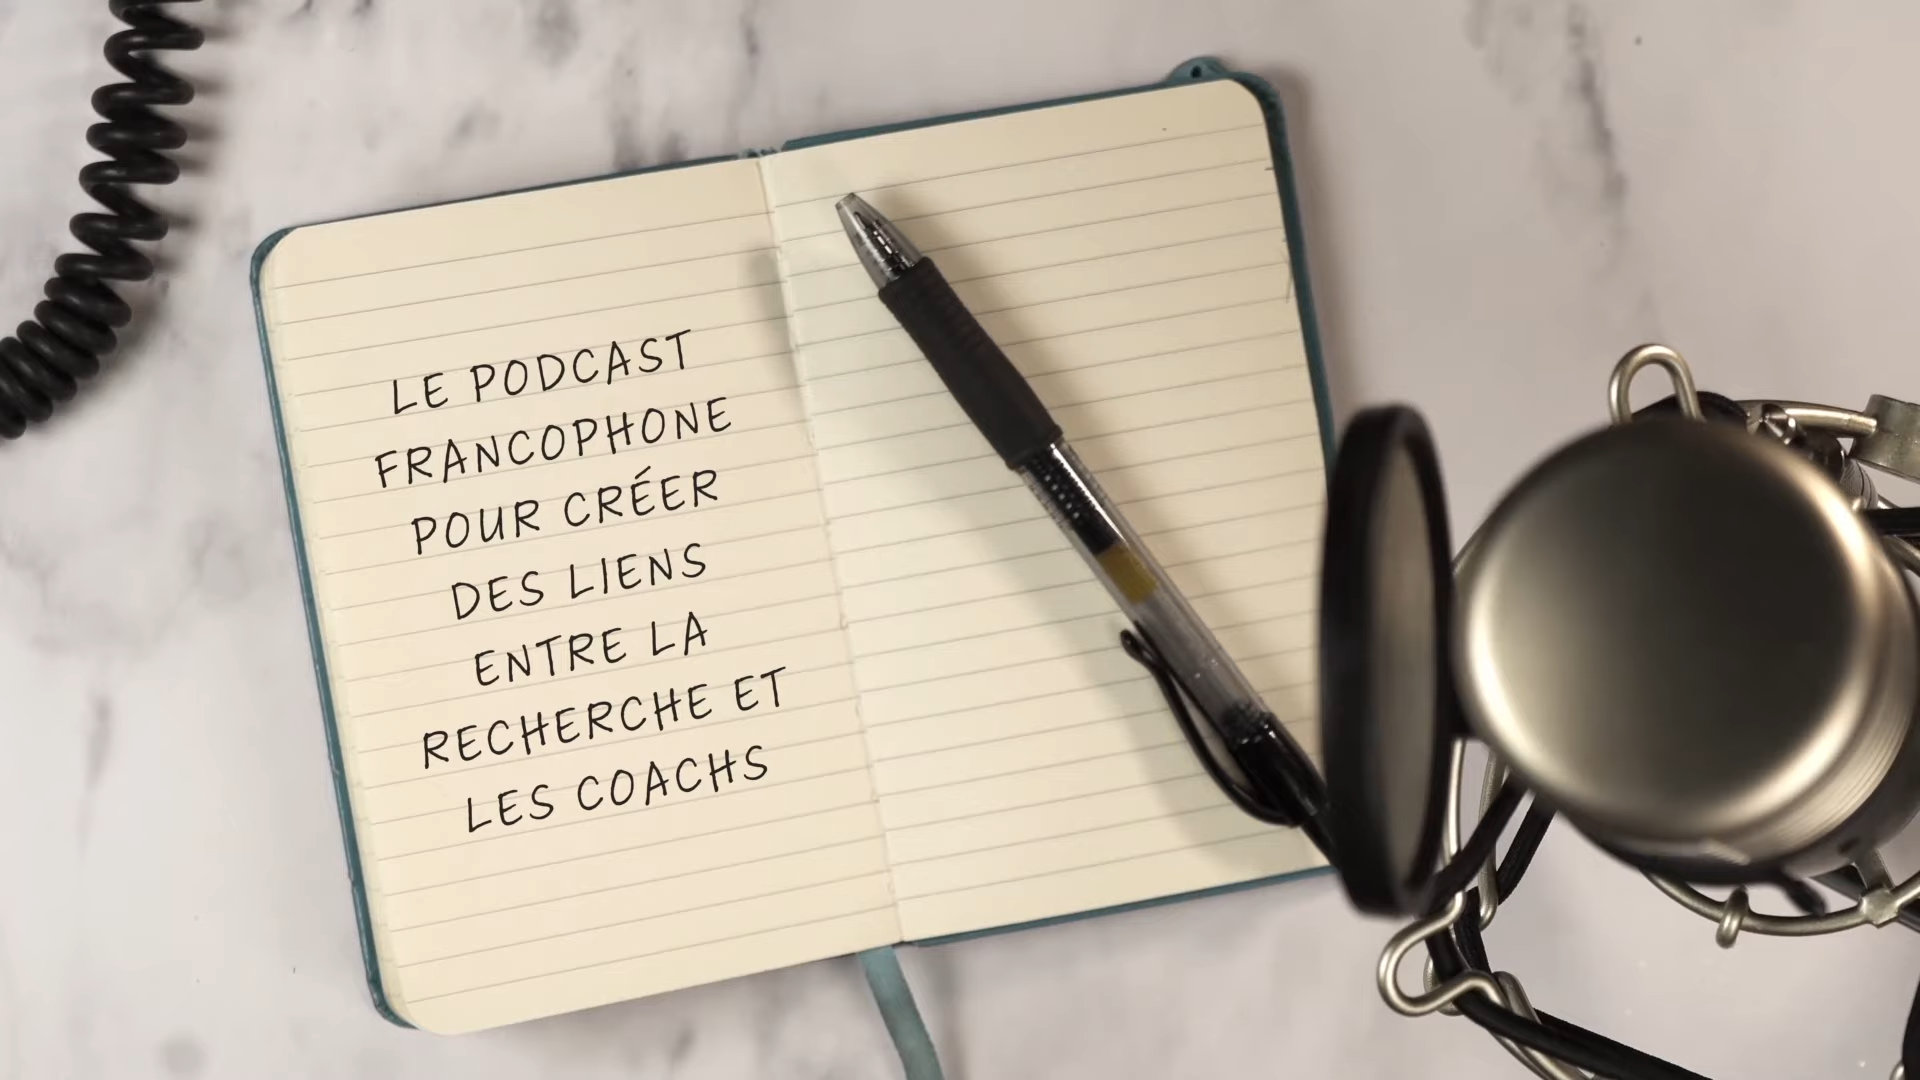 LE PODCAST
FRANCOPHONE
POUR CRÉER
DES LIENS
ENTRE LA
RECHERCHE ET
LES COACHS